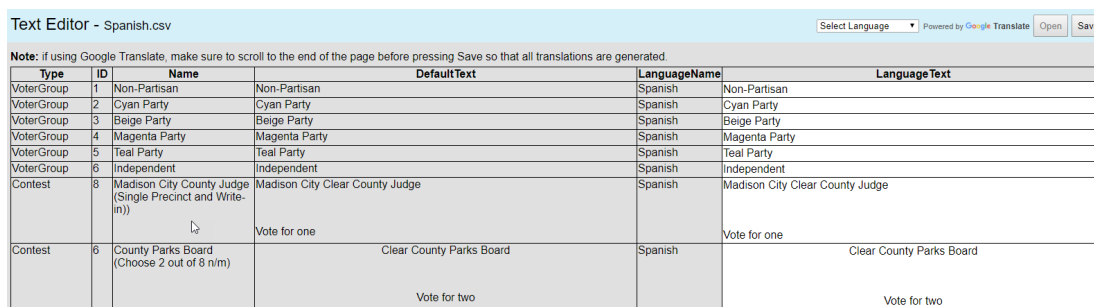 Text Editor - Spanish.csv
Select Language ▼ Powered by Google Translate Open Sav
Note: if using Google Translate, make sure to scroll to the end of the page before pressing Save so that all translations are generated.
Type ID Name DefaultText LanguageName LanguageText
VoterGroup 1 Non-Partisan Non-Partisan Spanish Non-Partisan
VoterGroup 2 Cyan Party Cyan Party Spanish Cyan Party
VoterGroup 3 Beige Party Beige Party Spanish Beige Party
VoterGroup 4 Magenta Party Magenta Party Spanish Magenta Party
VoterGroup 5 Teal Party Teal Party Spanish Teal Party
VoterGroup 6 Independent Independent Spanish Independent
Contest 8 Madison City County Judge Madison City Clear County Judge Spanish Madison City Clear County Judge
(Single Precinct and Write-
in))
Vote for one Vote for one
Contest 6 County Parks Board Clear County Parks Board Spanish Clear County Parks Board
(Choose 2 out of 8 n/m)
Vote for two Vote for two